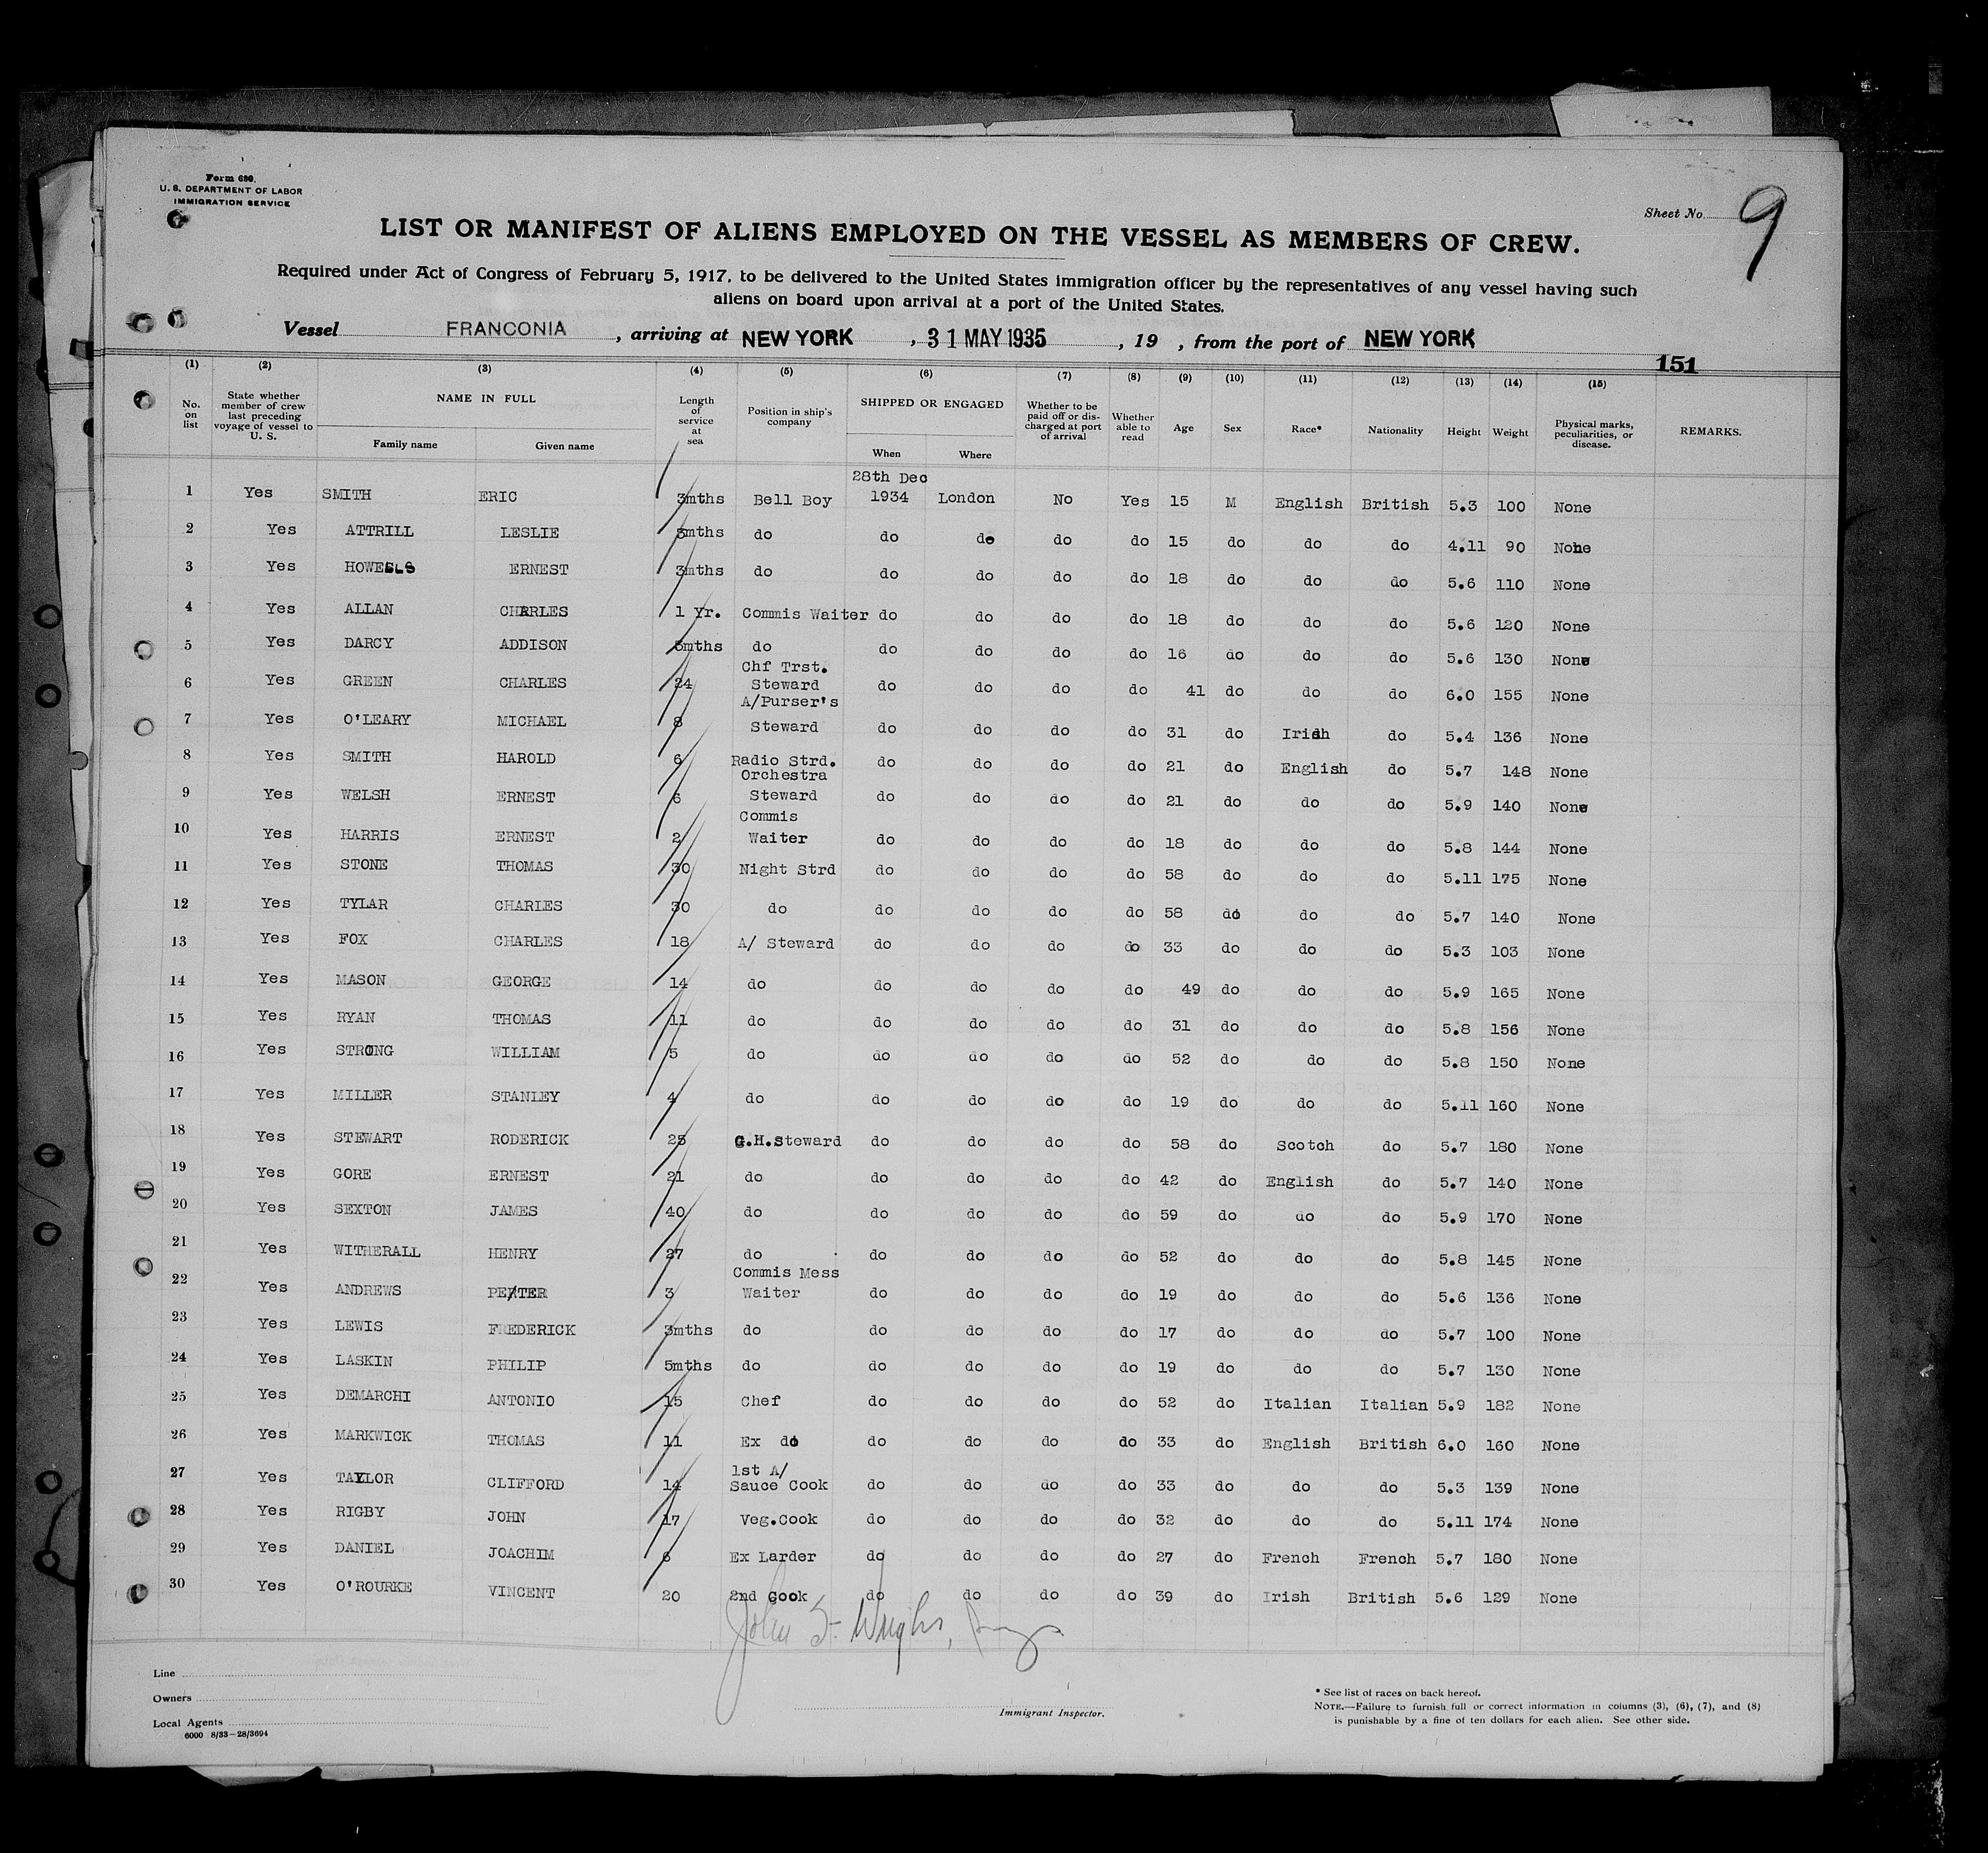 Form 680.
U. S. DEPARTMENT OF LABOR
IMMIGRATION SERVICE
Sheet No. 9
LIST OR MANIFEST OF ALIENS EMPLOYED ON THE VESSEL AS MEMBERS OF CREW.
Required under Act of Congress of February 5, 1917, to be delivered to the United States immigration officer by the representatives of any vessel having such
aliens on board upon arrival at a port of the United States.
Vessel FRANCONIA, arriving at NEW YORK, 31 MAY 1935, 19 , from the port of NEW YORK
151
(1) (2) (3) (4) (5) (6) (7) (8) (9) (10) (11) (12) (13) (14) (15)
No. on list State whether member of crew last preceding voyage of vessel to U. S. NAME IN FULL Family name Given name Length of service at sea Position in ship's company SHIPPED OR ENGAGED When Where Whether to be paid off or discharged at port of arrival Whether able to read Age Sex Race* Nationality Height Weight Physical marks, peculiarities, or disease. REMARKS.
1 Yes SMITH ERIC 3mths Bell Boy 28th Dec 1934 London No Yes 15 M English British 5.3 100 None
2 Yes ATTRILL LESLIE 3mths do do do do do 15 do do do 4.11 90 None
3 Yes HOWELLS ERNEST 3mths do do do do do 18 do do do 5.6 110 None
4 Yes ALLAN CHARLES 1 Yr. Commis Waiter do do do do 18 do do do 5.6 120 None
5 Yes DARCY ADDISON mths do do do do do 16 do do do 5.6 130 None
6 Yes GREEN CHARLES 24 Chf Trst. Steward do do do do 41 do do do 6.0 155 None
7 Yes O'LEARY MICHAEL 8 A/Purser's Steward do do do do 31 do Irish do 5.4 136 None
8 Yes SMITH HAROLD 6 Radio Strd. do do do do 21 do English do 5.7 148 None
9 Yes WELSH ERNEST 6 Orchestra Steward do do do do 21 do do do 5.9 140 None
10 Yes HARRIS ERNEST 2 Commis Waiter do do do do 18 do do do 5.8 144 None
11 Yes STONE THOMAS 30 Night Strd do do do do 58 do do do 5.11 175 None
12 Yes TYLAR CHARLES 30 do do do do do 58 do do do 5.7 140 None
13 Yes FOX CHARLES 18 A/ Steward do do do do 33 do do do 5.3 103 None
14 Yes MASON GEORGE 14 do do do do do 49 do do do 5.9 165 None
15 Yes RYAN THOMAS 11 do do do do do 31 do do do 5.8 156 None
16 Yes STRONG WILLIAM 5 do do do do do 52 do do do 5.8 150 None
17 Yes MILLER STANLEY 4 do do do do do 19 do do do 5.11 160 None
18 Yes STEWART RODERICK 25 G.H.Steward do do do do 58 do Scotch do 5.7 180 None
19 Yes GORE ERNEST 21 do do do do do 42 do English do 5.7 140 None
20 Yes SEXTON JAMES 40 do do do do do 59 do do do 5.9 170 None
21 Yes WITHERALL HENRY 27 do do do do do 52 do do do 5.8 145 None
22 Yes ANDREWS PETER 3 Commis Mess Waiter do do do do 19 do do do 5.6 136 None
23 Yes LEWIS FREDERICK 3mths do do do do do 17 do do do 5.7 100 None
24 Yes LASKIN PHILIP 5mths do do do do do 19 do do do 5.7 130 None
25 Yes DEMARCHI ANTONIO 15 Chef do do do do 52 do Italian Italian 5.9 182 None
26 Yes MARKWICK THOMAS 11 Ex do do do do do 33 do English British 6.0 160 None
27 Yes TAYLOR CLIFFORD 14 1st A/ Sauce Cook do do do do 33 do do do 5.3 139 None
28 Yes RIGBY JOHN 17 Veg.Cook do do do do 32 do do do 5.11 174 None
29 Yes DANIEL JOACHIM 6 Ex Larder do do do do 27 do French French 5.7 180 None
30 Yes O'ROURKE VINCENT 20 2nd Cook do do do do 39 do Irish British 5.6 129 None
Line
Owners
Local Agents
6000 8/33—28/3694
Immigrant Inspector.
* See list of races on back hereof.
NOTE.—Failure to furnish full or correct information in columns (3), (6), (7), and (8)
is punishable by a fine of ten dollars for each alien. See other side.